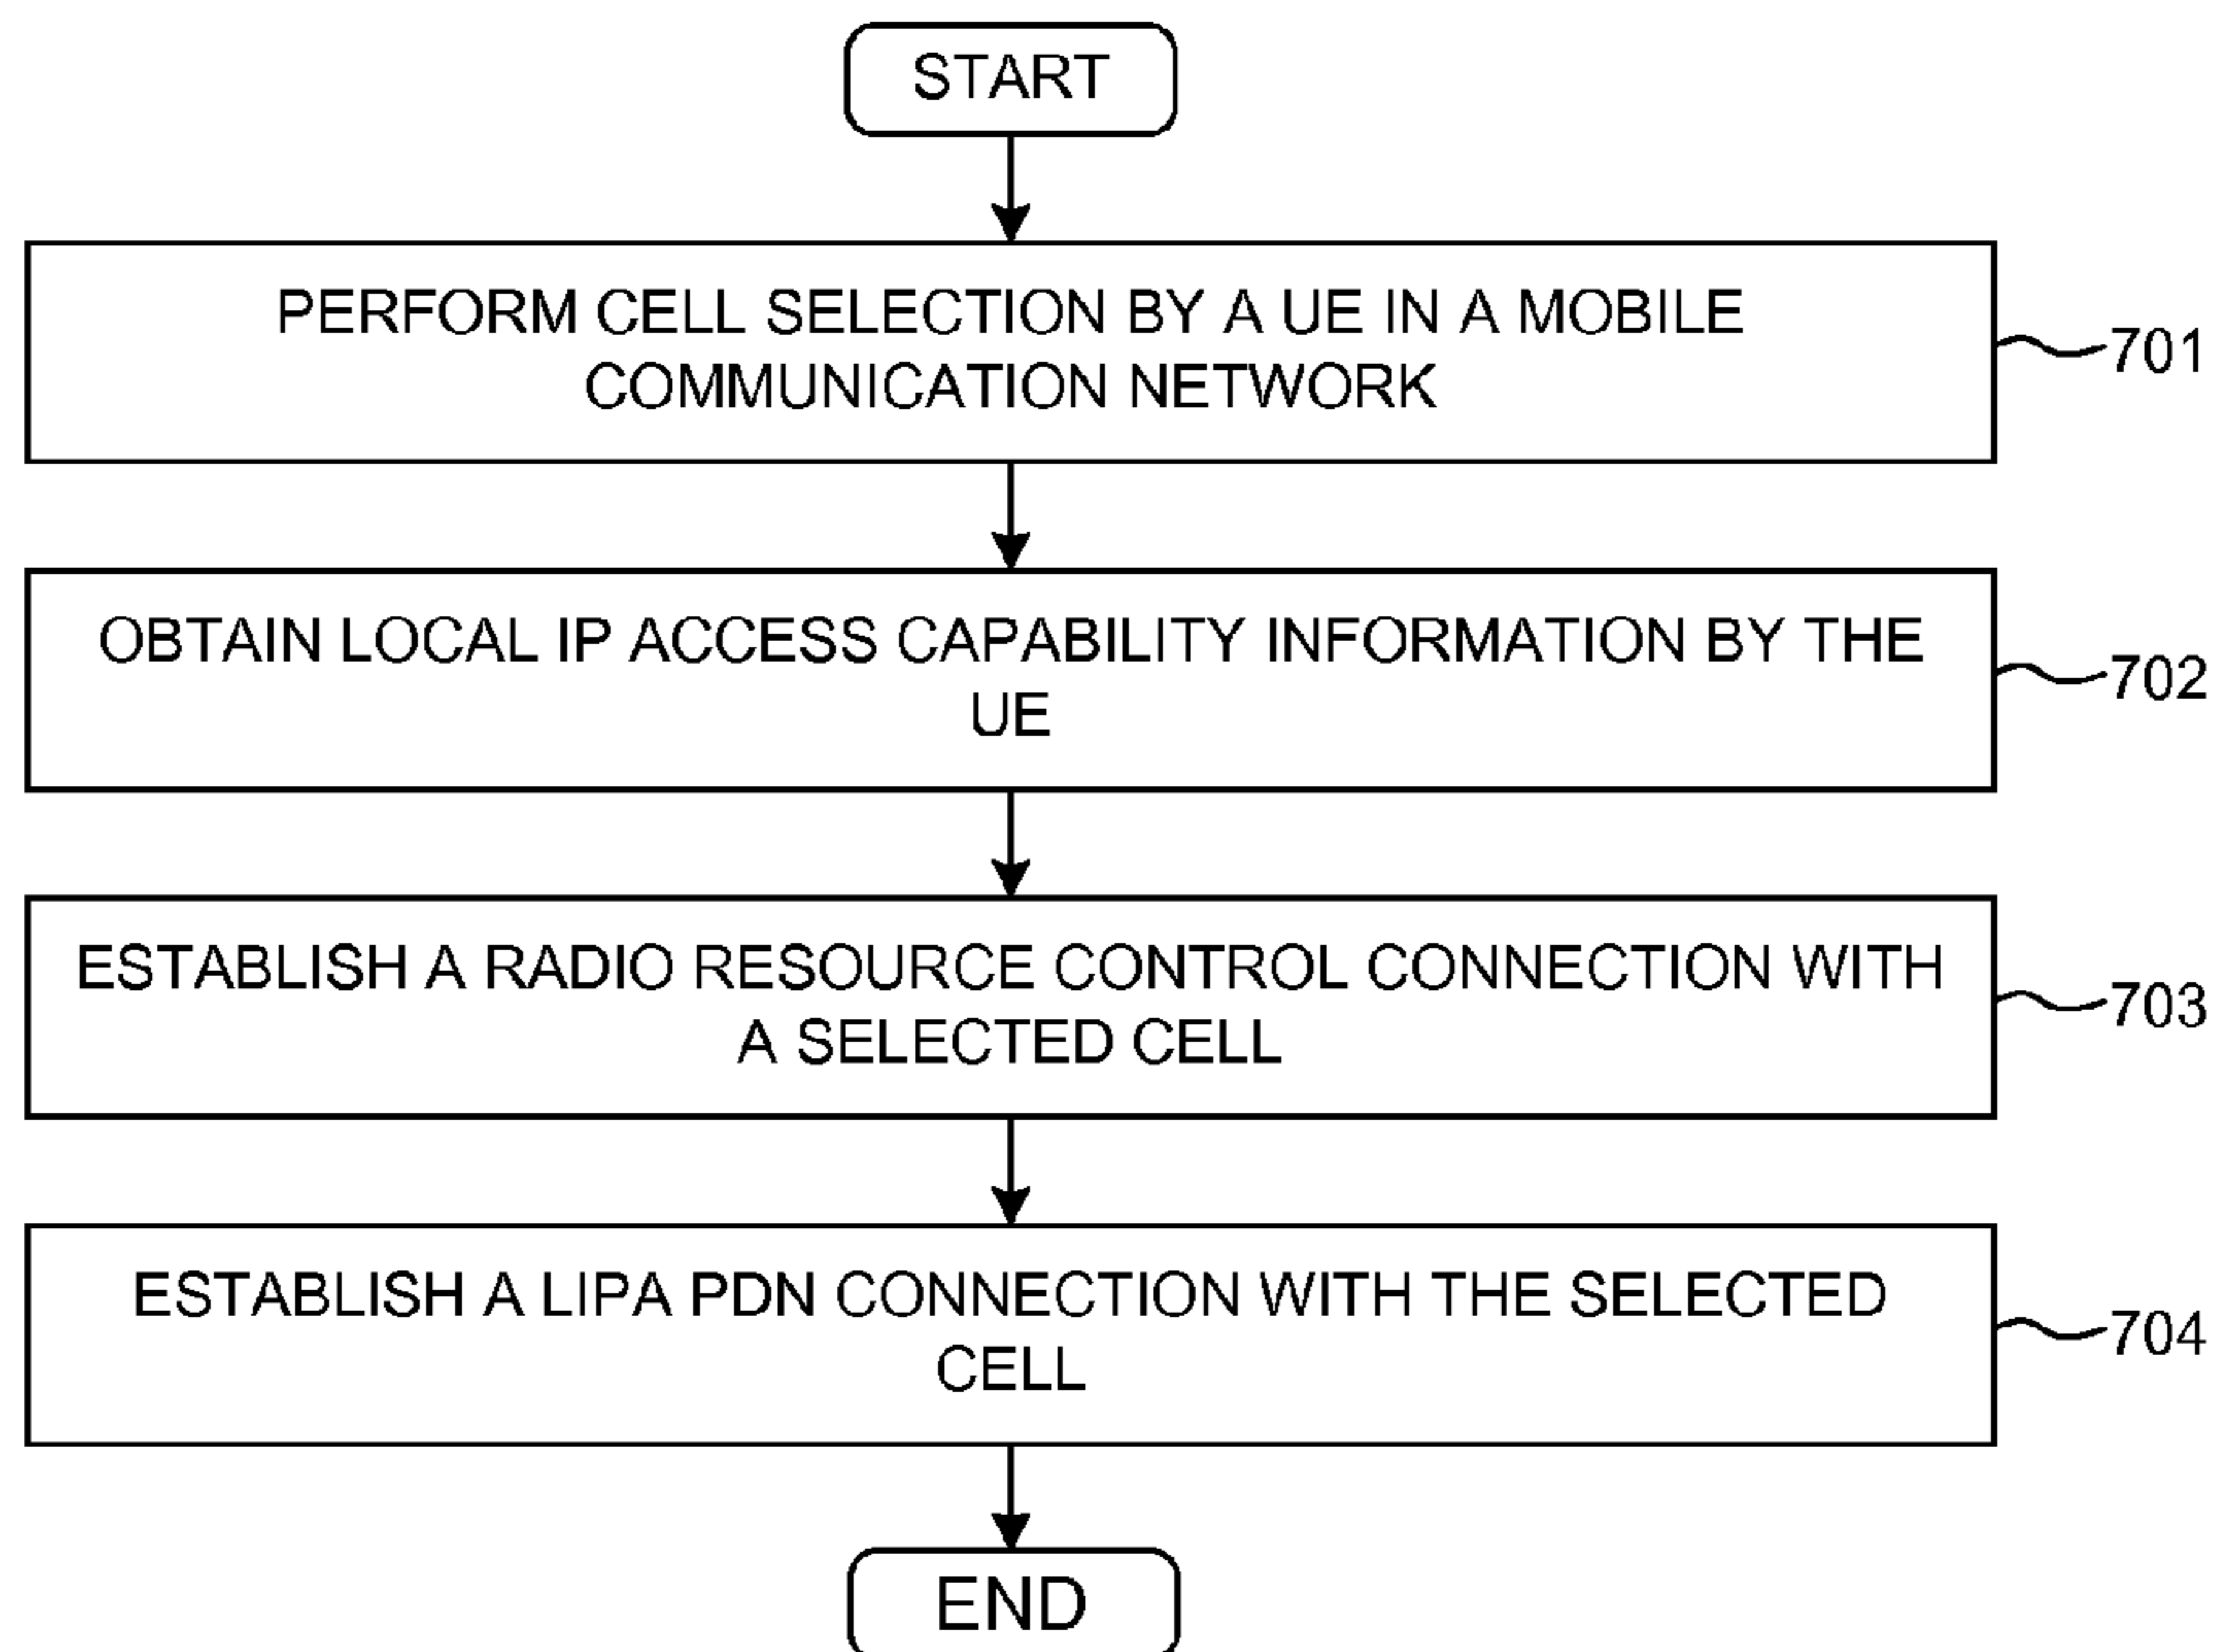 START
PERFORM CELL SELECTION BY A UE IN A MOBILE
COMMUNICATION NETWORK
701
OBTAIN LOCAL IP ACCESS CAPABILITY INFORMATION BY THE
UE
702
ESTABLISH A RADIO RESOURCE CONTROL CONNECTION WITH
A SELECTED CELL
703
ESTABLISH A LIPA PDN CONNECTION WITH THE SELECTED
CELL
704
END